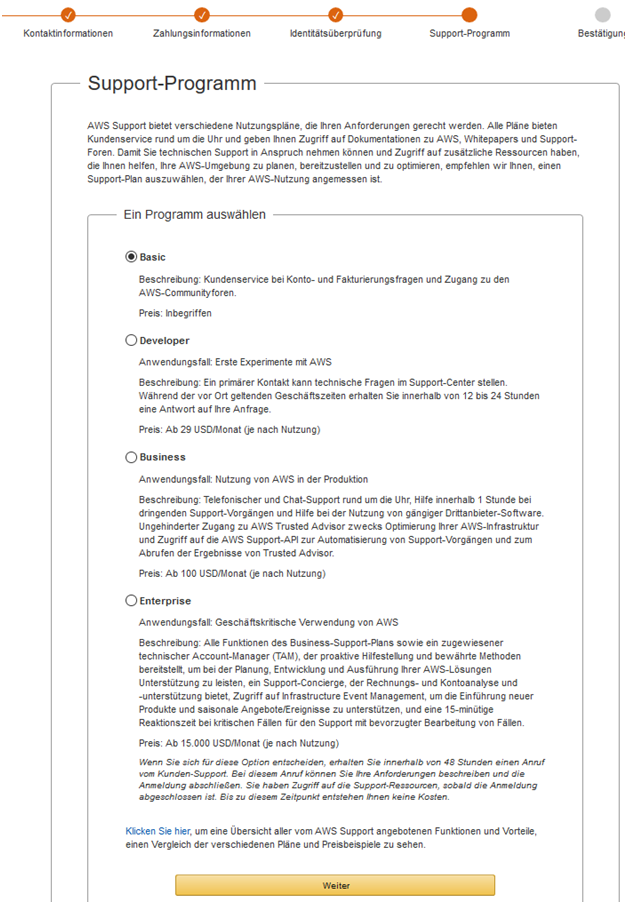 Kontaktinformationen
Zahlungsinformationen
Identitätsüberprüfung
Support-Programm
Bestätigung
Support-Programm
AWS Support bietet verschiedene Nutzungspläne, die Ihren Anforderungen gerecht werden. Alle Pläne bieten
Kundenservice rund um die Uhr und geben Ihnen Zugriff auf Dokumentationen zu AWS, Whitepapers und Support-
Foren. Damit Sie technischen Support in Anspruch nehmen können und Zugriff auf zusätzliche Ressourcen haben,
die Ihnen helfen, Ihre AWS-Umgebung zu planen, bereitzustellen und zu optimieren, empfehlen wir Ihnen, einen
Support-Plan auszuwählen, der Ihrer AWS-Nutzung angemessen ist.
Ein Programm auswählen
Basic
Beschreibung: Kundenservice bei Konto- und Fakturierungsfragen und Zugang zu den
AWS-Communityforen.
Preis: Inbegriffen
Developer
Anwendungsfall: Erste Experimente mit AWS
Beschreibung: Ein primärer Kontakt kann technische Fragen im Support-Center stellen.
Während der vor Ort geltenden Geschäftszeiten erhalten Sie innerhalb von 12 bis 24 Stunden
eine Antwort auf Ihre Anfrage.
Preis: Ab 29 USD/Monat (je nach Nutzung)
Business
Anwendungsfall: Nutzung von AWS in der Produktion
Beschreibung: Telefonischer und Chat-Support rund um die Uhr, Hilfe innerhalb 1 Stunde bei
dringenden Support-Vorgängen und Hilfe bei der Nutzung von gängiger Drittanbieter-Software.
Ungehinderter Zugang zu AWS Trusted Advisor zwecks Optimierung Ihrer AWS-Infrastruktur
und Zugriff auf die AWS Support-API zur Automatisierung von Support-Vorgängen und zum
Abrufen der Ergebnisse von Trusted Advisor.
Preis: Ab 100 USD/Monat (je nach Nutzung)
Enterprise
Anwendungsfall: Geschäftskritische Verwendung von AWS
Beschreibung: Alle Funktionen des Business-Support-Plans sowie ein zugewiesener
technischer Account-Manager (TAM), der proaktive Hilfestellung und bewährte Methoden
bereitstellt, um bei der Planung, Entwicklung und Ausführung Ihrer AWS-Lösungen
Unterstützung zu leisten, ein Support-Concierge, der Rechnungs- und Kontoanalyse und
-unterstützung bietet, Zugriff auf Infrastructure Event Management, um die Einführung neuer
Produkte und saisonale Angebote/Ereignisse zu unterstützen, und eine 15-minütige
Reaktionszeit bei kritischen Fällen für den Support mit bevorzugter Bearbeitung von Fällen.
Preis: Ab 15.000 USD/Monat (je nach Nutzung)
Wenn Sie sich für diese Option entscheiden, erhalten Sie innerhalb von 48 Stunden einen Anruf
vom Kunden-Support. Bei diesem Anruf können Sie Ihre Anforderungen beschreiben und die
Anmeldung abschließen. Sie haben Zugriff auf die Support-Ressourcen, sobald die Anmeldung
abgeschlossen ist. Bis zu diesem Zeitpunkt entstehen Ihnen keine Kosten.
Klicken Sie hier, um eine Übersicht aller vom AWS Support angebotenen Funktionen und Vorteile,
einen Vergleich der verschiedenen Pläne und Preisbeispiele zu sehen.
Weiter